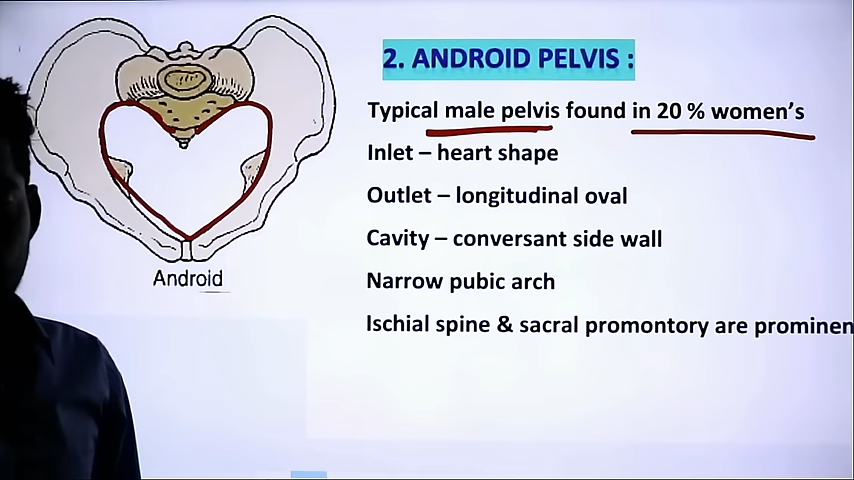 2. ANDROID PELVIS :
Typical male pelvis found in 20 % women's
Inlet – heart shape
Outlet – longitudinal oval
Cavity – conversant side wall
Narrow pubic arch
Ischial spine & sacral promontory are prominen
Android